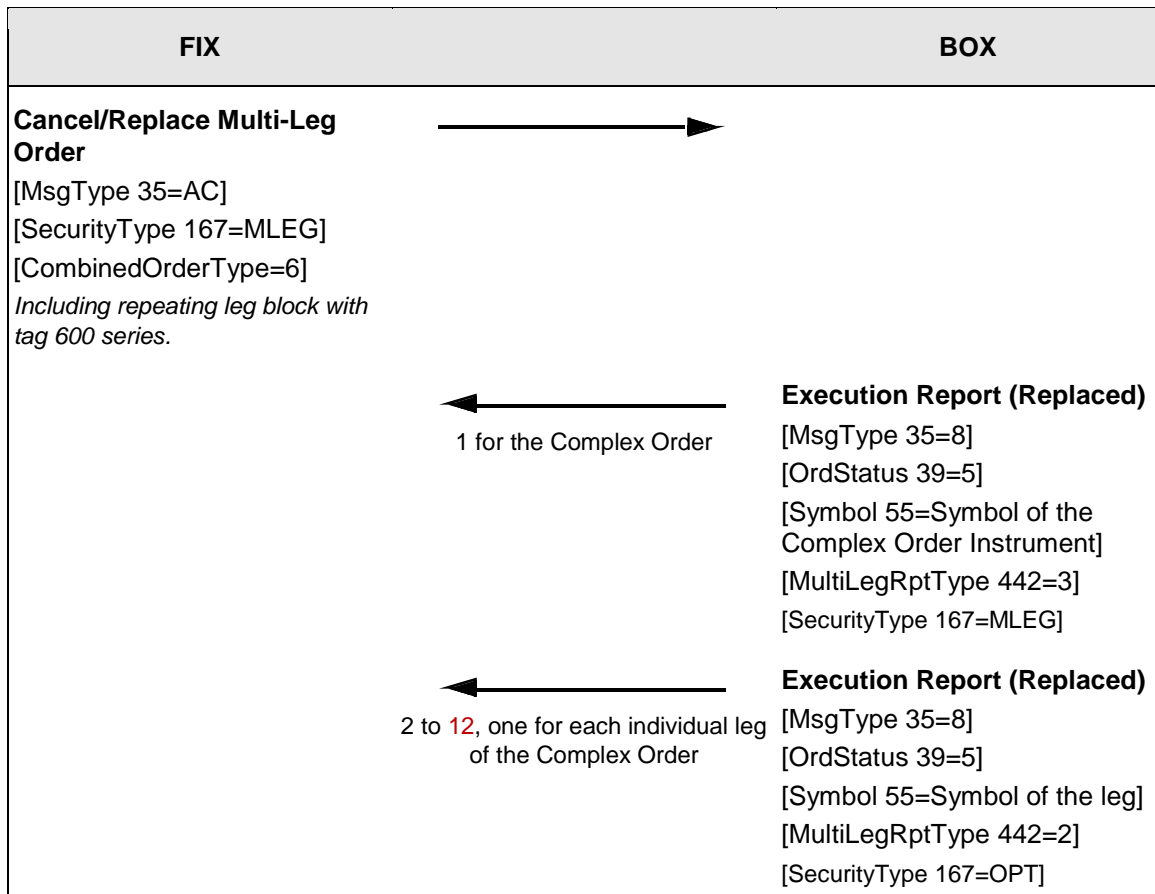 FIX
BOX
Cancel/Replace Multi-Leg
Order
[MsgType 35=AC]
[SecurityType 167=MLEG]
[CombinedOrderType=6]
Including repeating leg block with
tag 600 series.
1 for the Complex Order
Execution Report (Replaced)
[MsgType 35=8]
[OrdStatus 39=5]
[Symbol 55=Symbol of the
Complex Order Instrument]
[MultiLegRptType 442=3]
[SecurityType 167=MLEG]
2 to 12, one for each individual leg
of the Complex Order
Execution Report (Replaced)
[MsgType 35=8]
[OrdStatus 39=5]
[Symbol 55=Symbol of the leg]
[MultiLegRptType 442=2]
[SecurityType 167=OPT]